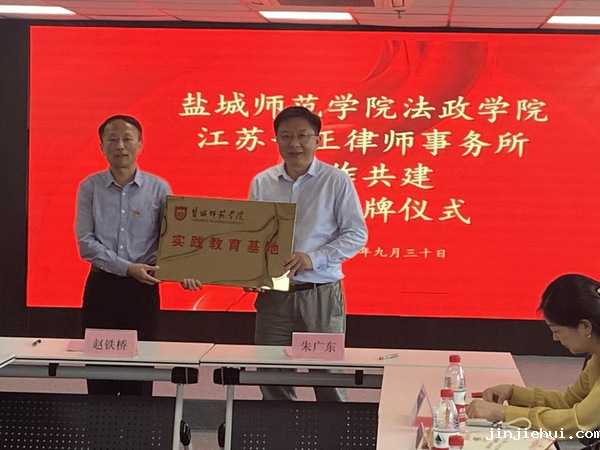 盐城师范学院法政学院
江苏 正律师事务所
作共建
牌仪式
年九月三十日
盐城师范学院
实践教育基地
赵铁桥
朱广东
jinjiehui.com